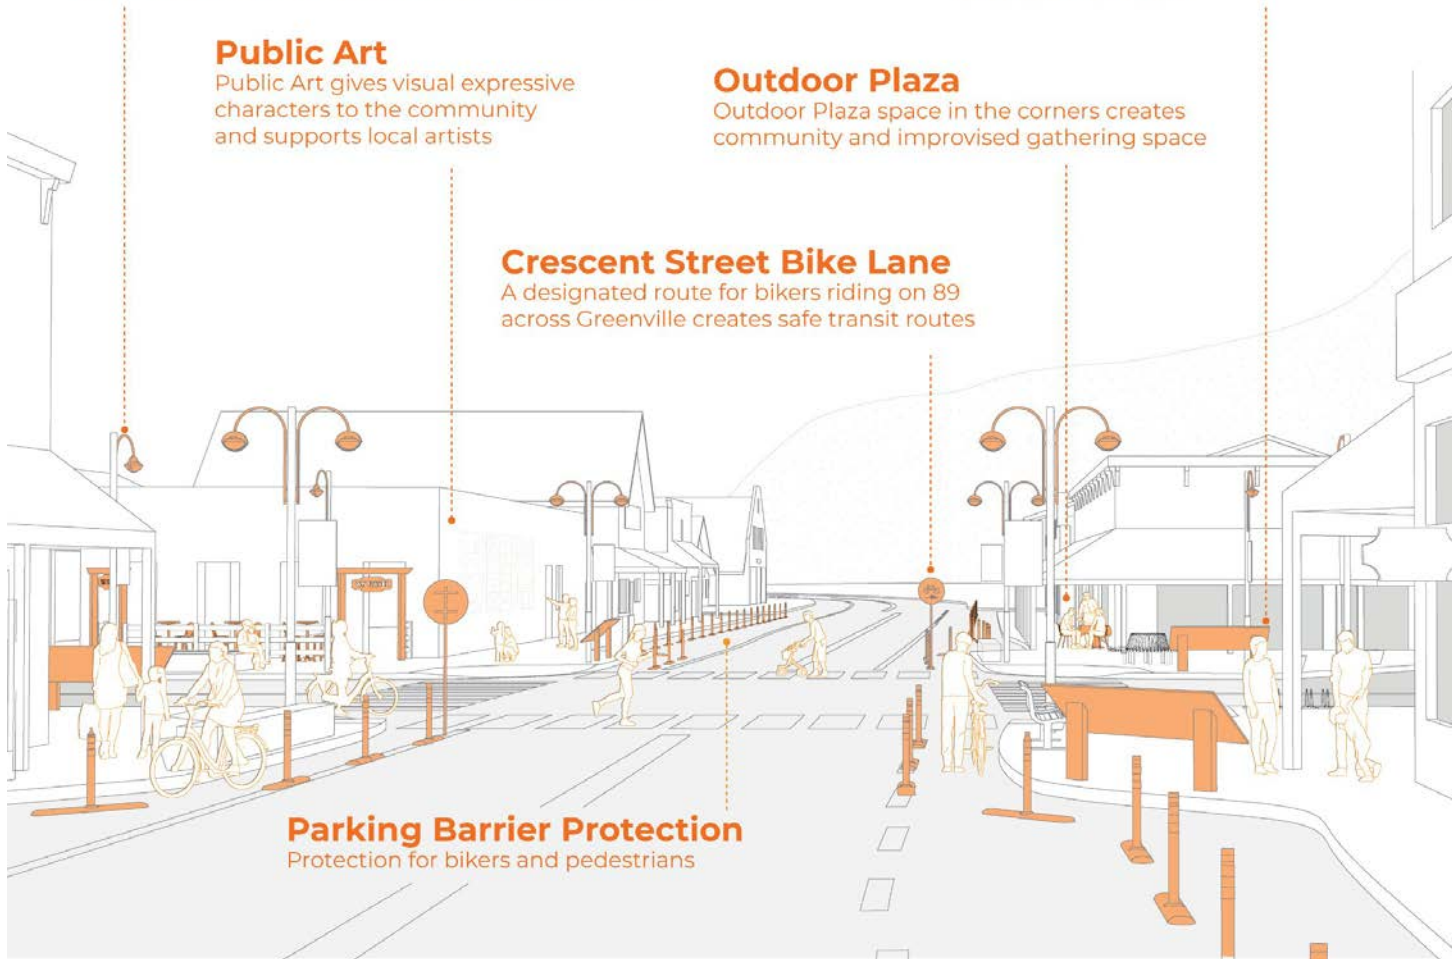 Public Art
Public Art gives visual expressive
characters to the community
and supports local artists
Outdoor Plaza
Outdoor Plaza space in the corners creates
community and improvised gathering space
Crescent Street Bike Lane
A designated route for bikers riding on 89
across Greenville creates safe transit routes
Parking Barrier Protection
Protection for bikers and pedestrians